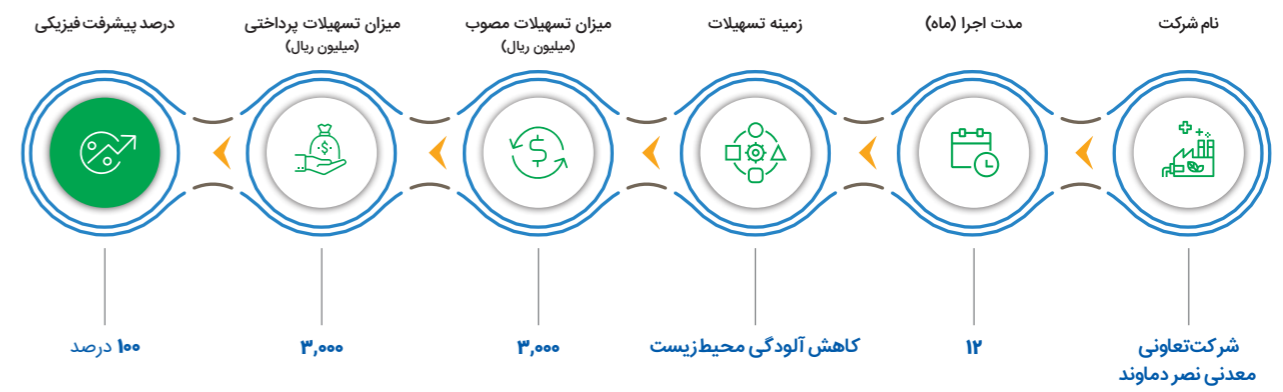 نام شرکت
مدت اجرا (ماه)
زمینه تسهیلات
میزان تسهیلات مصوب
(میلیون ریال)
میزان تسهیلات پرداختی
(میلیون ریال)
درصد پیشرفت فیزیکی
شرکت تعاونی
معدنی نصر دماوند
۱۲
کاهش آلودگی محیط‌زیست
۳,۰۰۰
۳,۰۰۰
۱۰۰ درصد